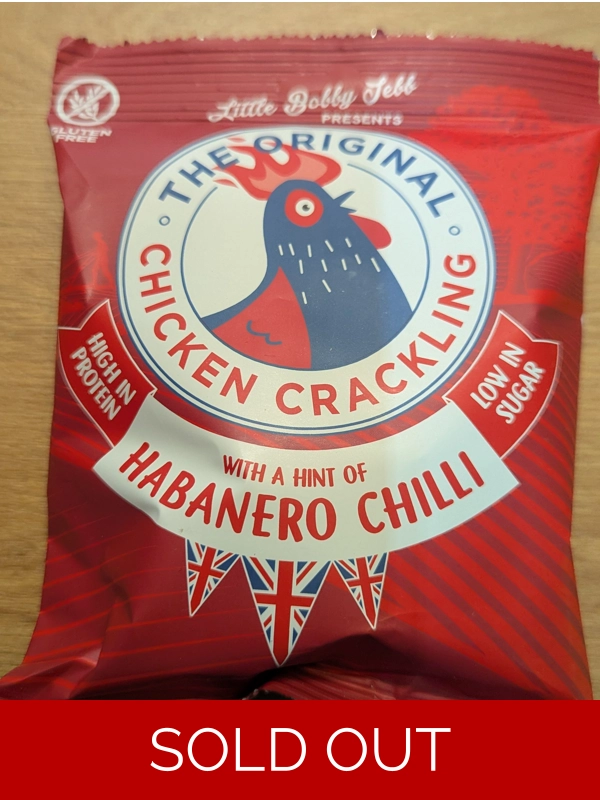 GLUTEN
FREE
Little Bobby Jebb
PRESENTS
THE ORIGINAL
CHICKEN CRACKLING
HIGH IN
PROTEIN
LOW IN
SUGAR
WITH A HINT OF
HABANERO CHILLI
SOLD OUT